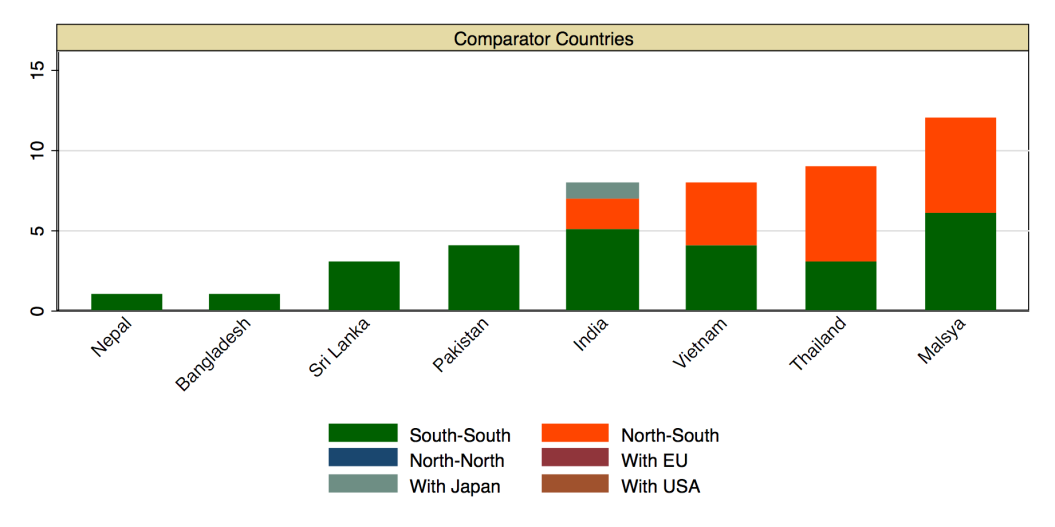 Comparator Countries
15
10
5
0
Nepal
Bangladesh
Sri Lanka
Pakistan
India
Vietnam
Thailand
Malsya
South-South
North-South
North-North
With EU
With Japan
With USA